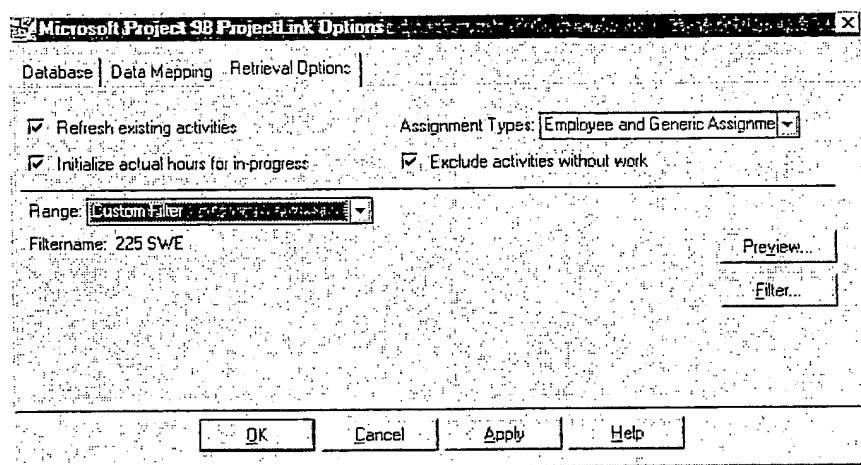 Microsoft Project 98 ProjectLink Options
Database Data Mapping Retrieval Options
Refresh existing activities Assignment Types: Employee and Generic Assignme
Initialize actual hours for in-progress Exclude activities without work
Range: Custom Filter
Filtername: 225 SWE
Preview...
Filter...
OK Cancel Apply Help